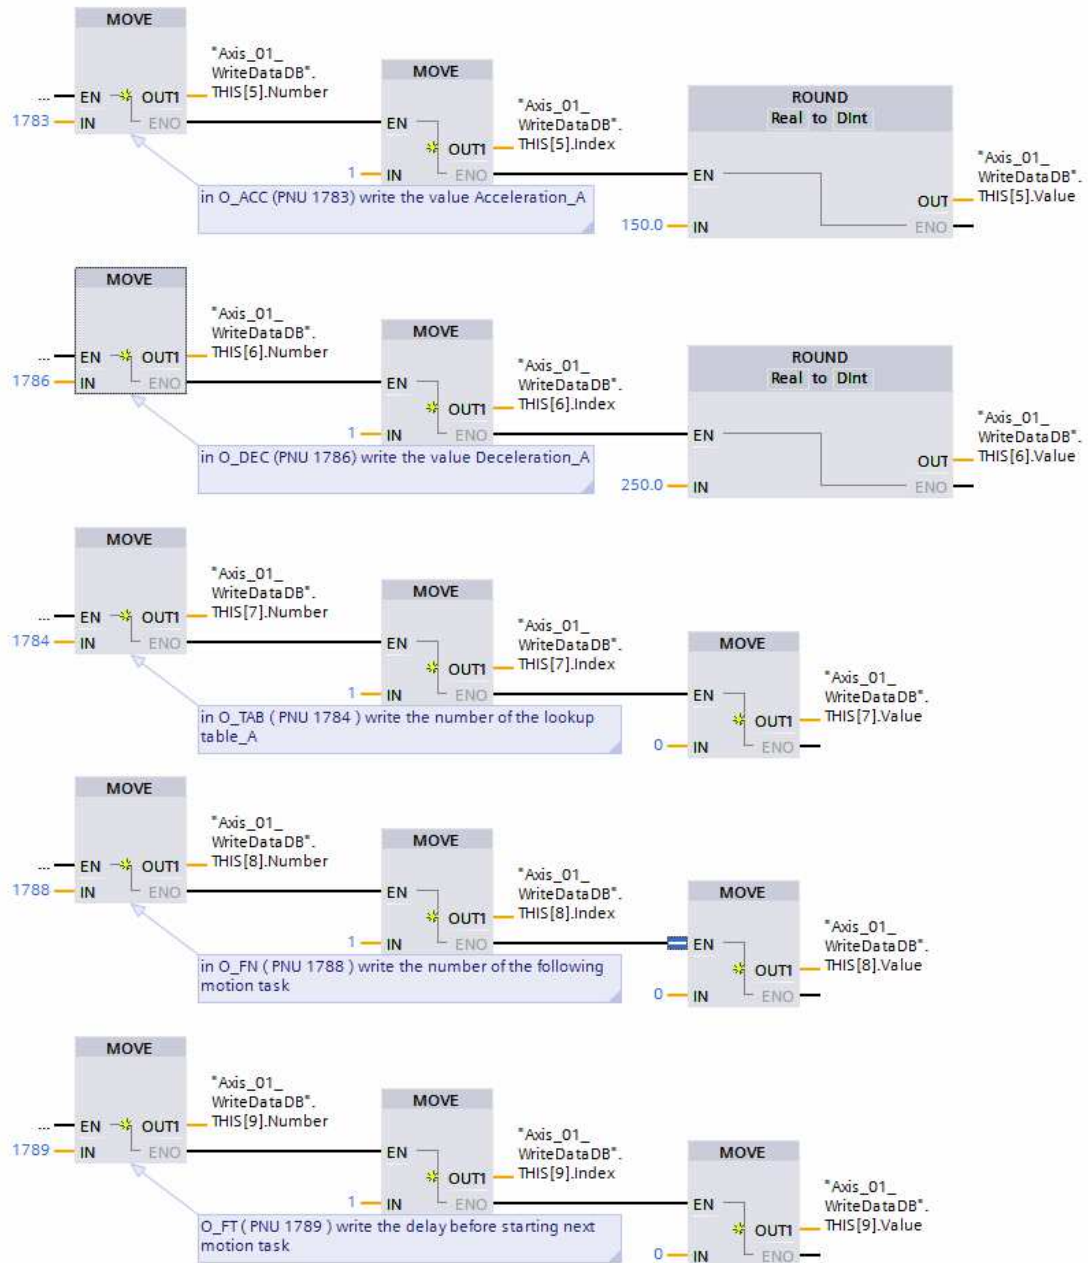 MOVE
"Axis_01_
WriteDataDB".
THIS[5].Number
... EN OUT1
1783 IN ENO
MOVE
"Axis_01_
WriteDataDB".
THIS[5].Index
EN OUT1
1 IN ENO
ROUND
Real to DInt
"Axis_01_
WriteDataDB".
THIS[5].Value
EN OUT
150.0 IN ENO
in O_ACC (PNU 1783) write the value Acceleration_A
MOVE
"Axis_01_
WriteDataDB".
THIS[6].Number
... EN OUT1
1786 IN ENO
MOVE
"Axis_01_
WriteDataDB".
THIS[6].Index
EN OUT1
1 IN ENO
ROUND
Real to DInt
"Axis_01_
WriteDataDB".
THIS[6].Value
EN OUT
250.0 IN ENO
in O_DEC (PNU 1786) write the value Deceleration_A
MOVE
"Axis_01_
WriteDataDB".
THIS[7].Number
... EN OUT1
1784 IN ENO
MOVE
"Axis_01_
WriteDataDB".
THIS[7].Index
EN OUT1
1 IN ENO
MOVE
"Axis_01_
WriteDataDB".
THIS[7].Value
EN OUT1
0 IN ENO
in O_TAB ( PNU 1784 ) write the number of the lookup
table_A
MOVE
"Axis_01_
WriteDataDB".
THIS[8].Number
... EN OUT1
1788 IN ENO
MOVE
"Axis_01_
WriteDataDB".
THIS[8].Index
EN OUT1
1 IN ENO
MOVE
"Axis_01_
WriteDataDB".
THIS[8].Value
EN OUT1
0 IN ENO
in O_FN ( PNU 1788 ) write the number of the following
motion task
MOVE
"Axis_01_
WriteDataDB".
THIS[9].Number
... EN OUT1
1789 IN ENO
MOVE
"Axis_01_
WriteDataDB".
THIS[9].Index
EN OUT1
1 IN ENO
MOVE
"Axis_01_
WriteDataDB".
THIS[9].Value
EN OUT1
0 IN ENO
O_FT ( PNU 1789 ) write the delay before starting next
motion task